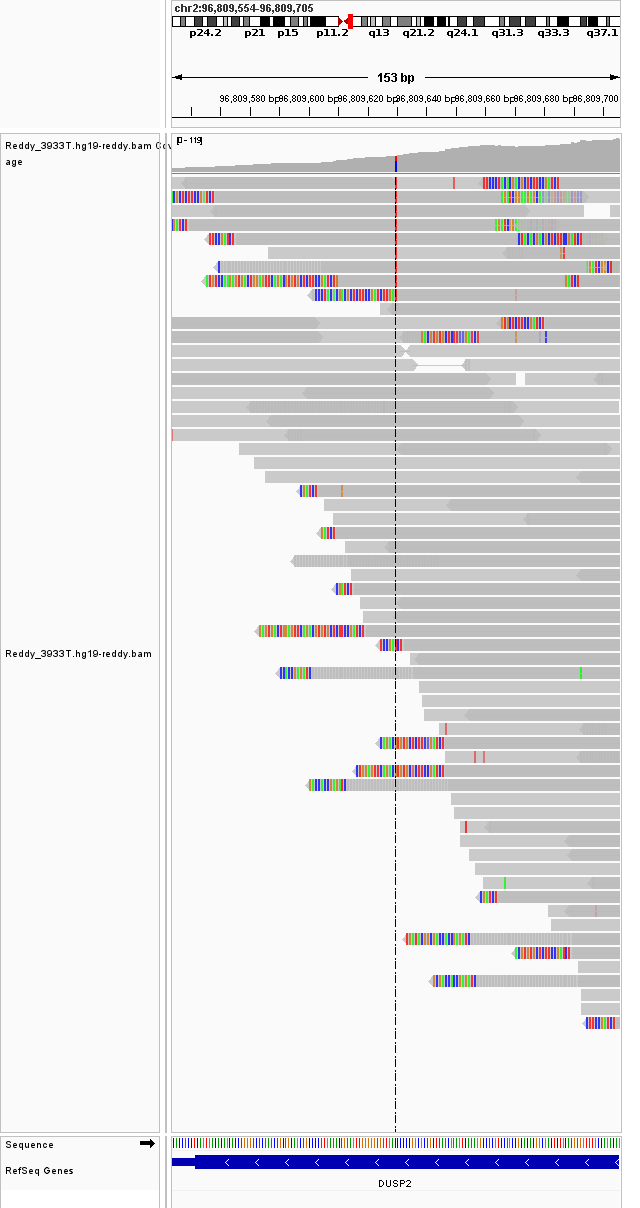 chr2:96,809,554-96,809,705
p24.2 p21 p15 p11.2 q13 q21.2 q24.1 q31.3 q33.3 q37.1
153 bp
96,809,580 bp 96,809,600 bp 96,809,620 bp 96,809,640 bp 96,809,660 bp 96,809,680 bp 96,809,700
Reddy_3933T.hg19-reddy.bam Cov
age
[0 - 119]
Reddy_3933T.hg19-reddy.bam
Sequence
RefSeq Genes
DUSP2